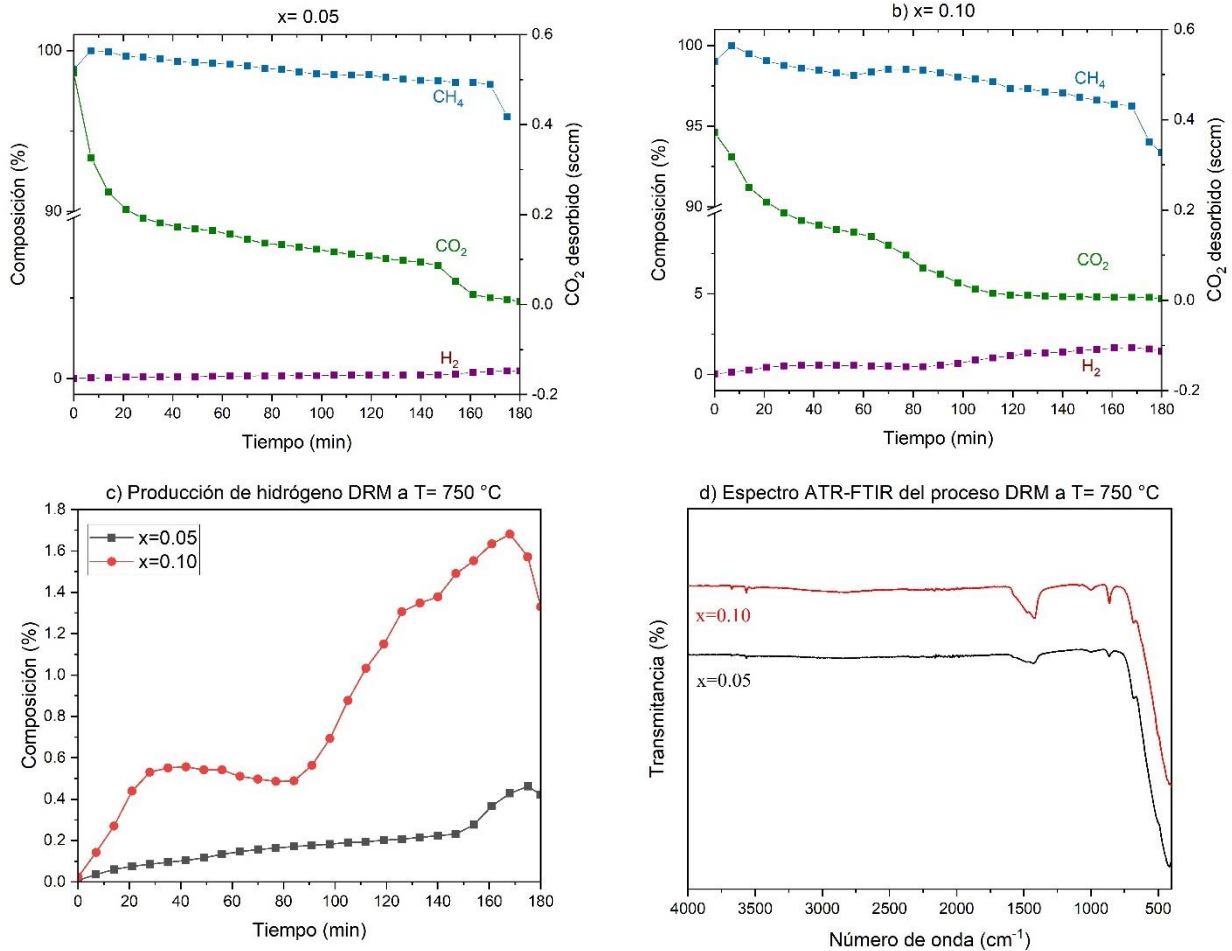 x= 0.05
100
90
0
Composición (%)
CH4
CO2
H2
0.6
0.4
0.2
0.0
-0.2
CO2 desorbido (sccm)
0 20 40 60 80 100 120 140 160 180
Tiempo (min)
b) x= 0.10
100
95
90
5
0
Composición (%)
CH4
CO2
H2
0.6
0.4
0.2
0.0
-0.2
CO2 desorbido (sccm)
0 20 40 60 80 100 120 140 160 180
Tiempo (min)
c) Producción de hidrógeno DRM a T= 750 °C
1.8
1.6
1.4
1.2
1.0
0.8
0.6
0.4
0.2
0.0
Composición (%)
x=0.05
x=0.10
0 20 40 60 80 100 120 140 160 180
Tiempo (min)
d) Espectro ATR-FTIR del proceso DRM a T= 750 °C
Transmitancia (%)
x=0.10
x=0.05
4000 3500 3000 2500 2000 1500 1000 500
Número de onda (cm-1)